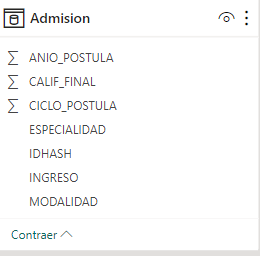 Admision
ANIO_POSTULA
CALIF_FINAL
CICLO_POSTULA
ESPECIALIDAD
IDHASH
INGRESO
MODALIDAD
Contraer